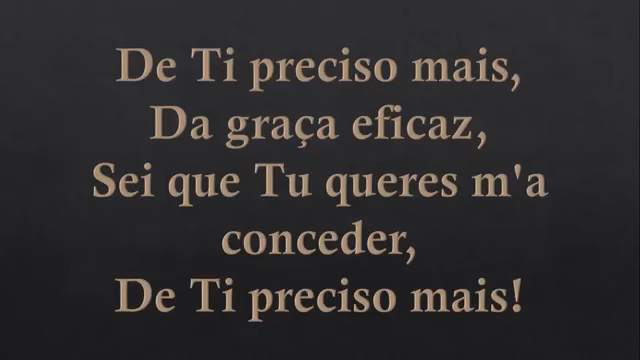 De Ti preciso mais,
Da graça eficaz,
Sei que Tu queres m'a
conceder,
De Ti preciso mais!